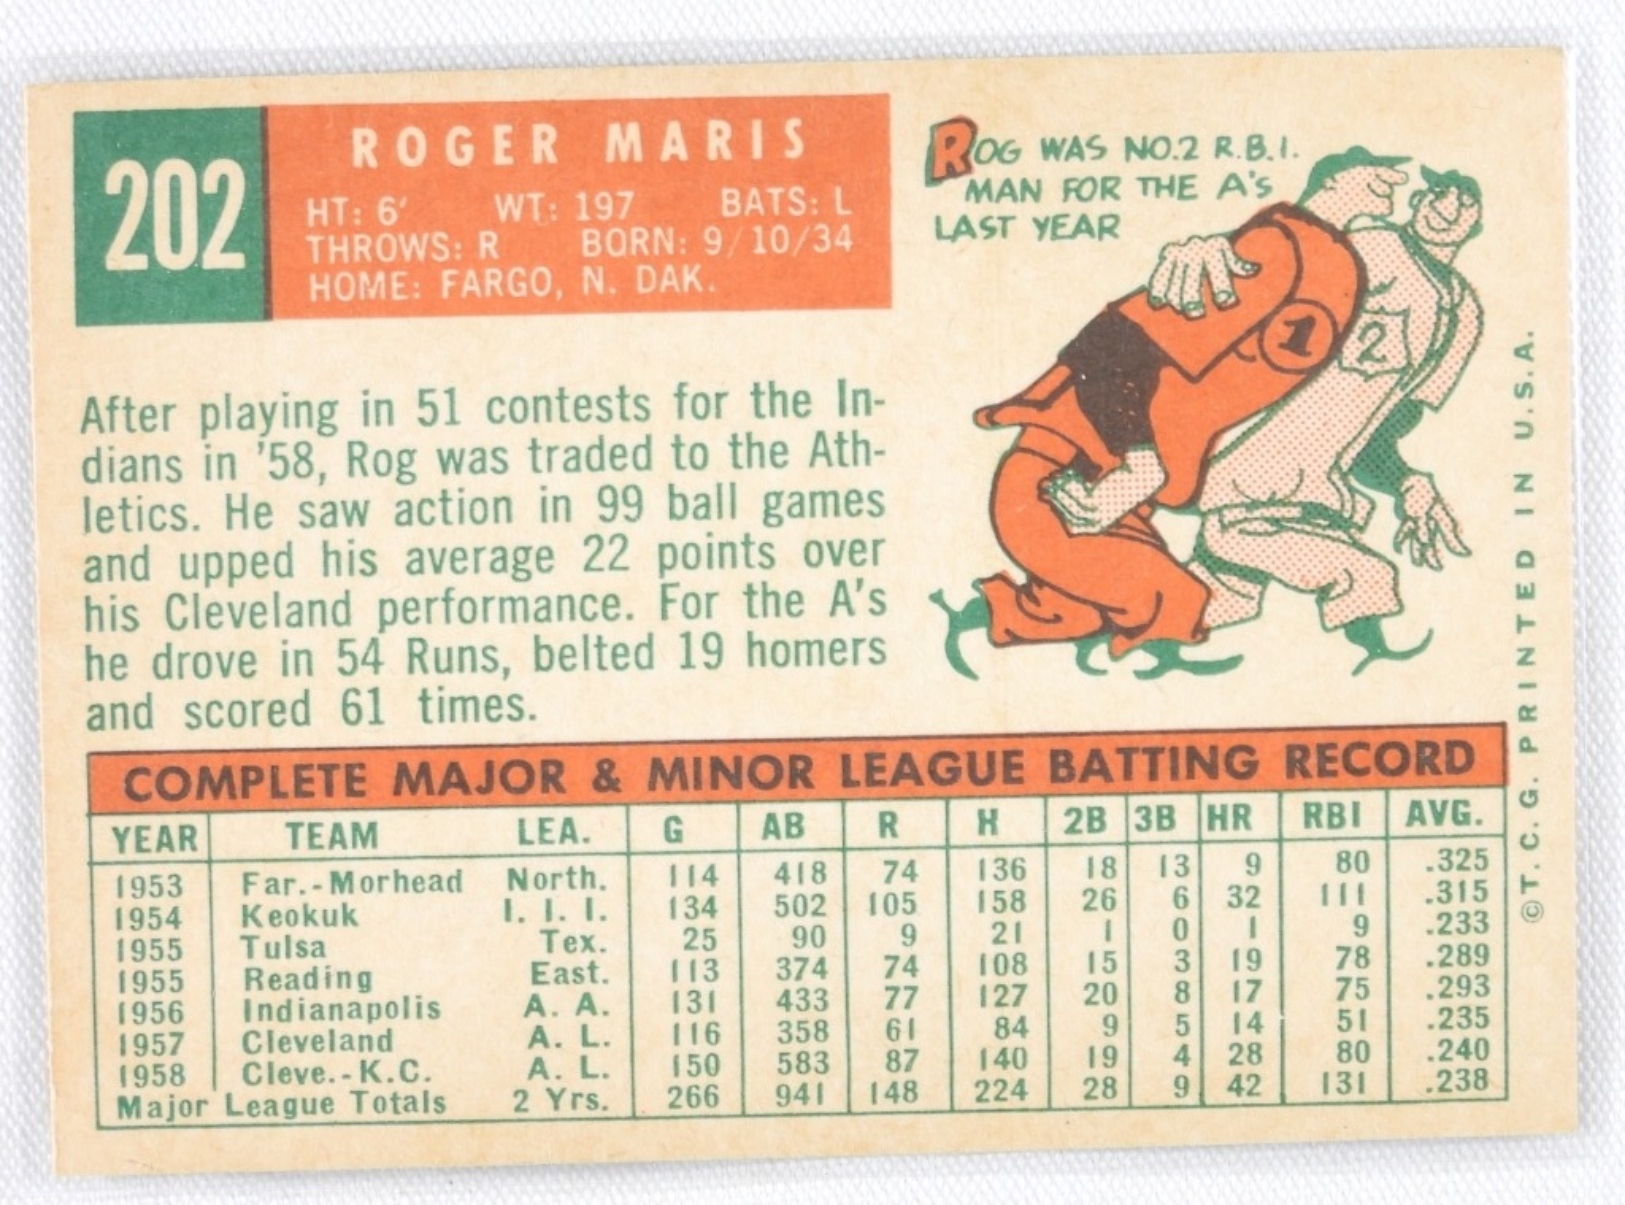 202
ROGER MARIS
HT: 6' WT: 197 BATS: L
THROWS: R BORN: 9/10/34
HOME: FARGO, N. DAK.
ROG WAS NO.2 R.B.I.
MAN FOR THE A's
LAST YEAR
1
2
After playing in 51 contests for the In-
dians in '58, Rog was traded to the Ath-
letics. He saw action in 99 ball games
and upped his average 22 points over
his Cleveland performance. For the A's
he drove in 54 Runs, belted 19 homers
and scored 61 times.
COMPLETE MAJOR & MINOR LEAGUE BATTING RECORD
YEAR TEAM LEA. G AB R H 2B 3B HR RBI AVG.
1953 Far.-Morhead North. 114 418 74 136 18 13 9 80 .325
1954 Keokuk I. I. I. 134 502 105 158 26 6 32 111 .315
1955 Tulsa Tex. 25 90 9 21 1 0 1 9 .233
1955 Reading East. 113 374 74 108 15 3 19 78 .289
1956 Indianapolis A. A. 131 433 77 127 20 8 17 75 .293
1957 Cleveland A. L. 116 358 61 84 9 5 14 51 .235
1958 Cleve.-K.C. A. L. 150 583 87 140 19 4 28 80 .240
Major League Totals 2 Yrs. 266 941 148 224 28 9 42 131 .238
© T. C. G. PRINTED IN U.S.A.